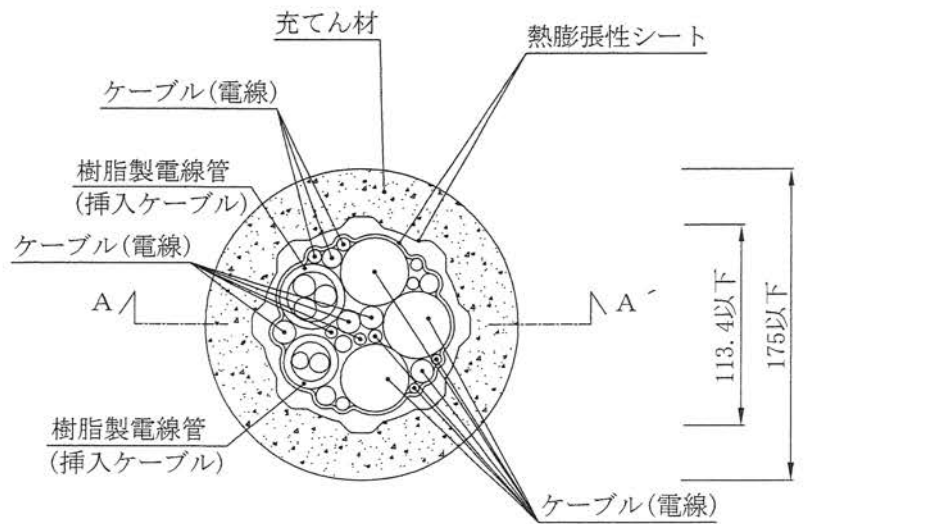 充てん材
熱膨張性シート
ケーブル(電線)
樹脂製電線管
(挿入ケーブル)
ケーブル(電線)
A
A´
113.4以下
175以下
樹脂製電線管
(挿入ケーブル)
ケーブル(電線)